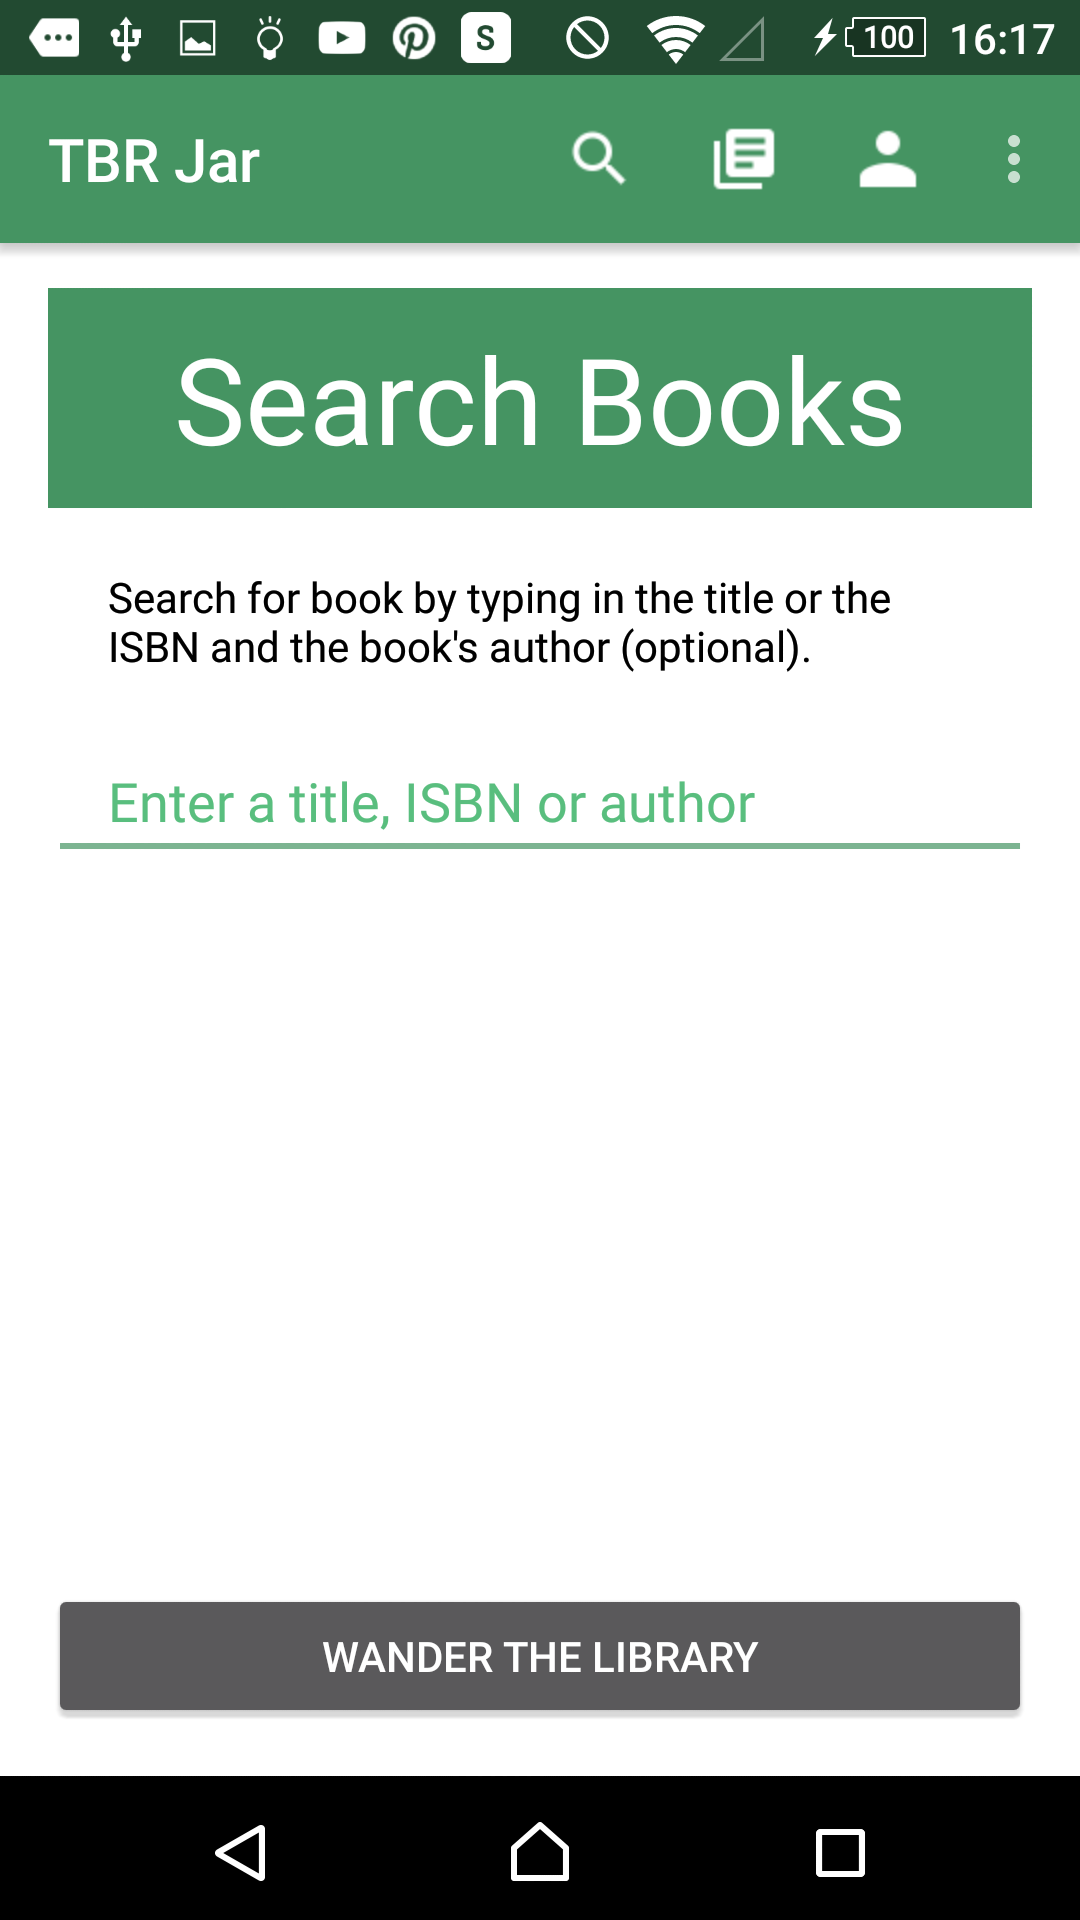 S 100 16:17
TBR Jar
Search Books
Search for book by typing in the title or the
ISBN and the book's author (optional).
Enter a title, ISBN or author
WANDER THE LIBRARY